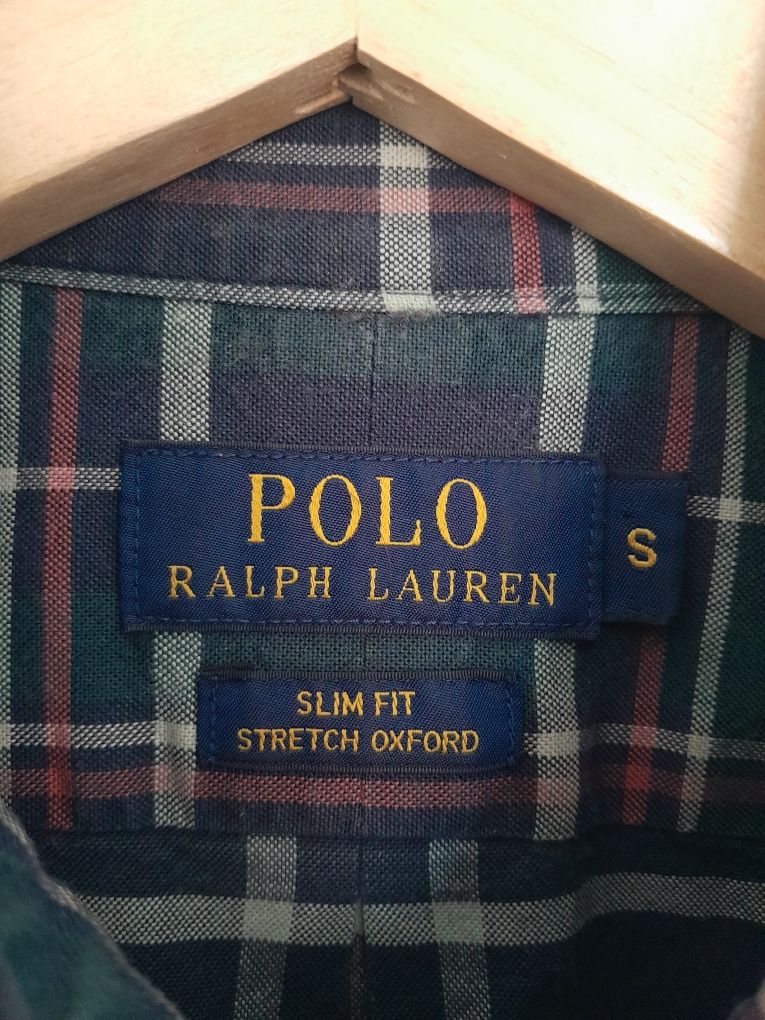 POLO
RALPH LAUREN
S
SLIM FIT
STRETCH OXFORD